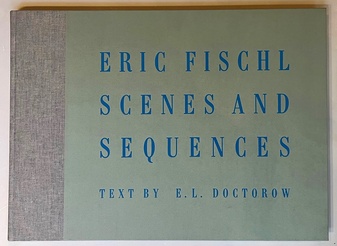 ERIC FISCHL
SCENES AND
SEQUENCES
TEXT BY E.L. DOCTOROW